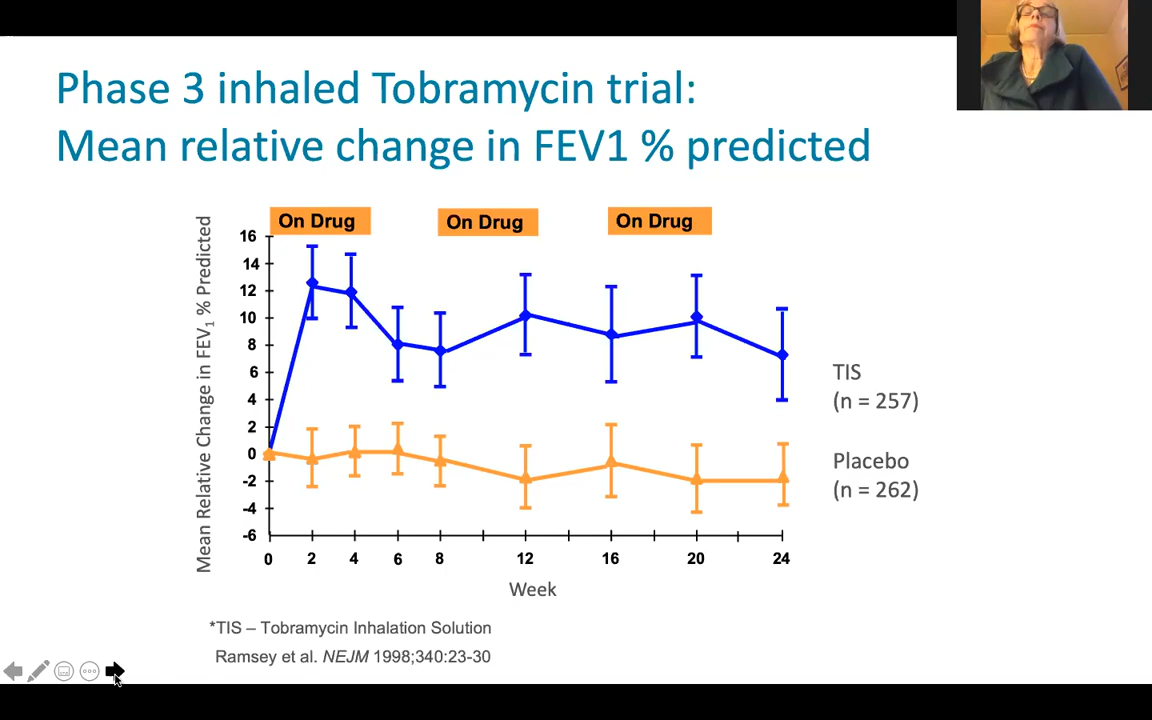 Phase 3 inhaled Tobramycin trial:
Mean relative change in FEV1 % predicted
On Drug
On Drug
On Drug
Mean Relative Change in FEV₁ % Predicted
16
14
12
10
8
6
4
2
0
-2
-4
-6
0 2 4 6 8 12 16 20 24
Week
TIS
(n = 257)
Placebo
(n = 262)
*TIS – Tobramycin Inhalation Solution
Ramsey et al. NEJM 1998;340:23-30